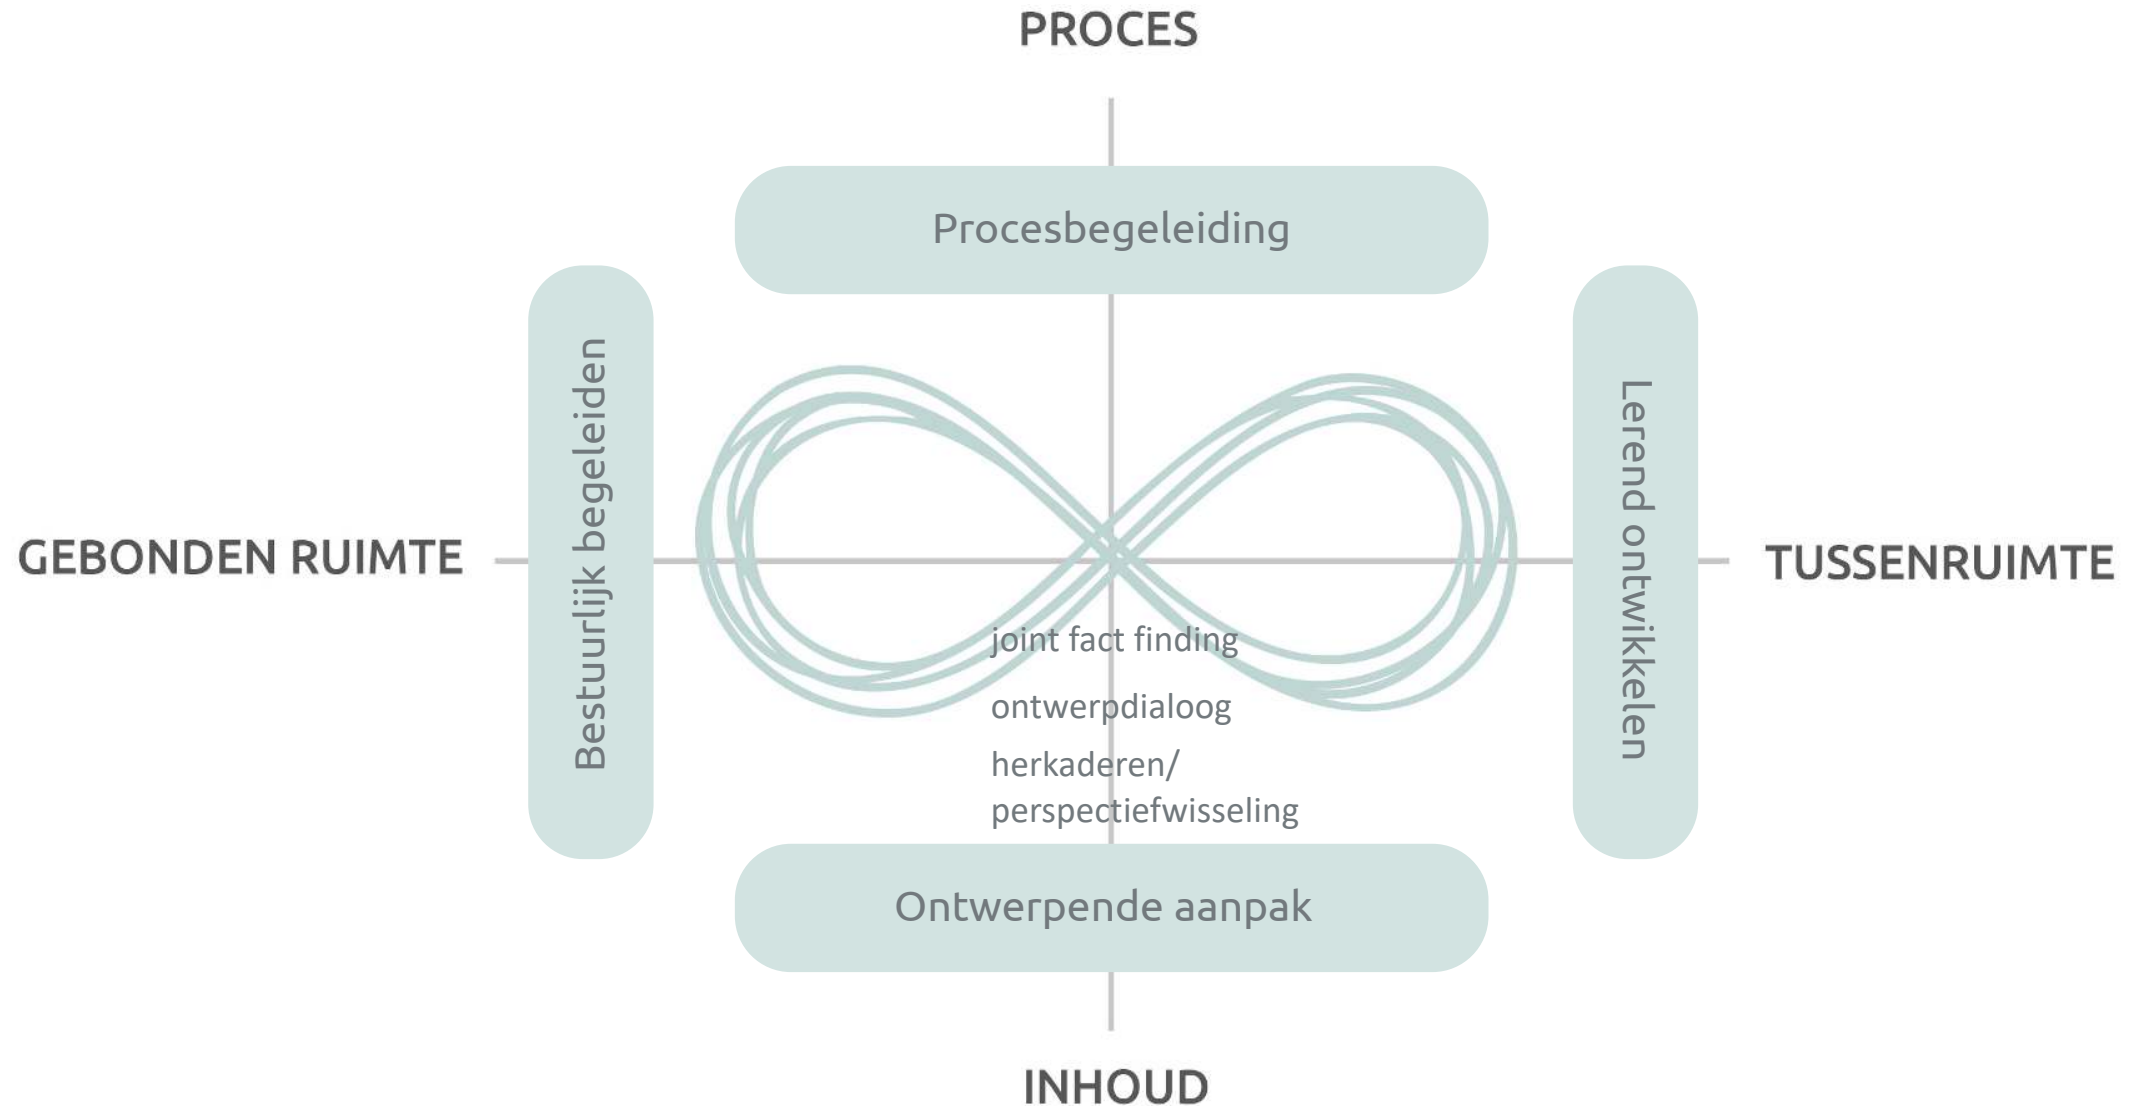 PROCES
Procesbegeleiding
Bestuurlijk begeleiden
Lerend ontwikkelen
GEBONDEN RUIMTE
TUSSENRUIMTE
joint fact finding
ontwerpdialoog
herkaderen/
perspectiefwisseling
Ontwerpende aanpak
INHOUD